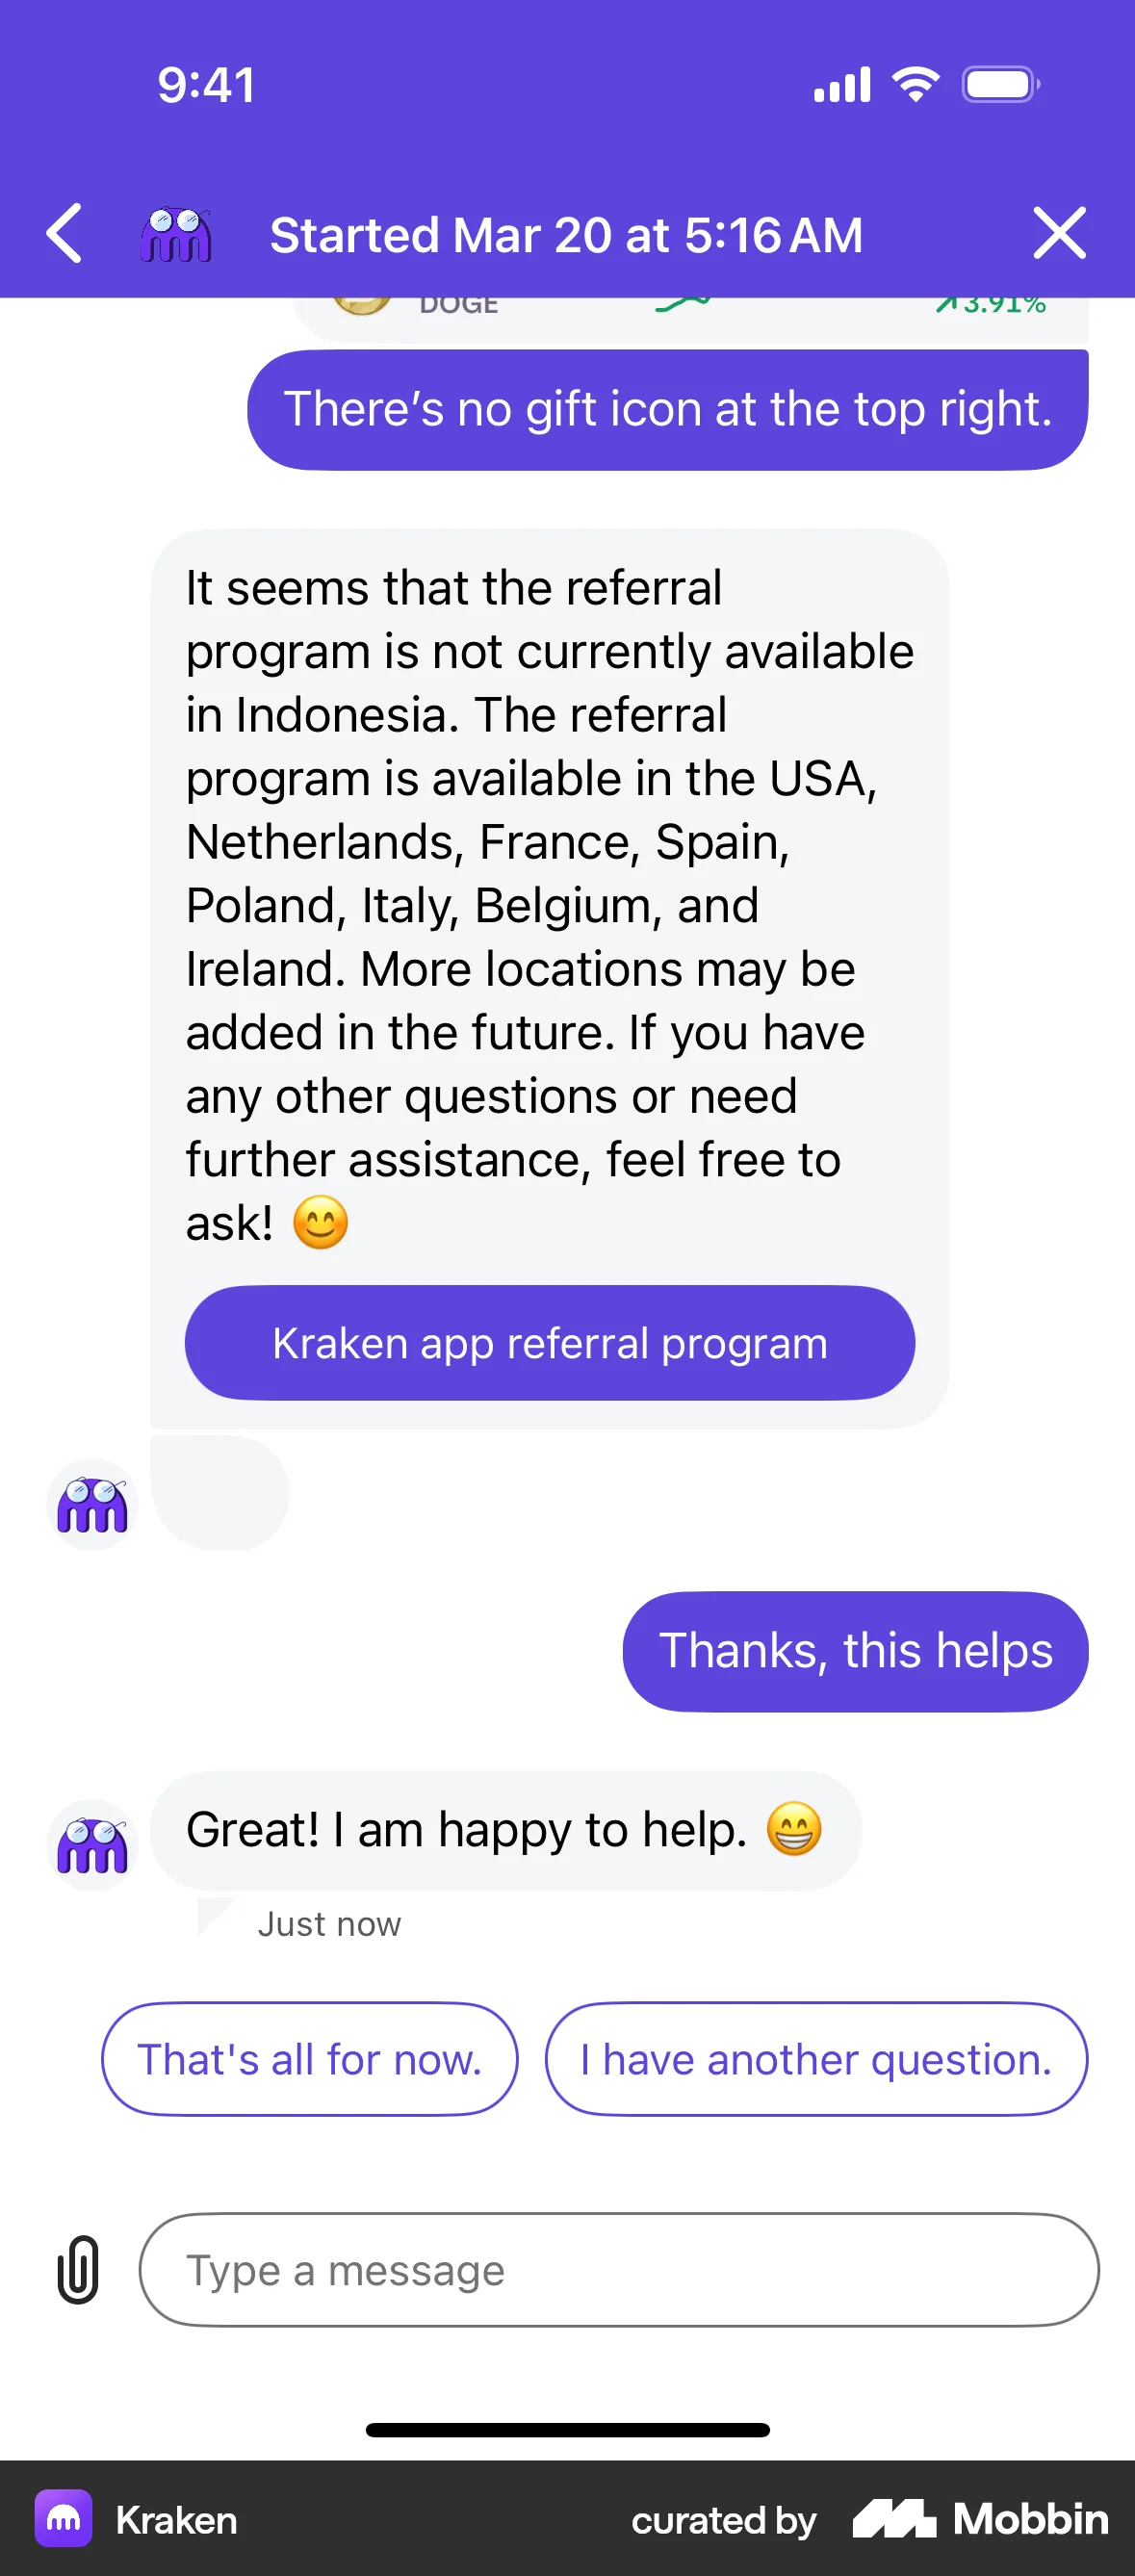 9:41
Started Mar 20 at 5:16 AM
DOGE
3.91%
There’s no gift icon at the top right.
It seems that the referral
program is not currently available
in Indonesia. The referral
program is available in the USA,
Netherlands, France, Spain,
Poland, Italy, Belgium, and
Ireland. More locations may be
added in the future. If you have
any other questions or need
further assistance, feel free to
ask! 😊
Kraken app referral program
Thanks, this helps
Great! I am happy to help. 😁
Just now
That's all for now.
I have another question.
Type a message
Kraken
curated by Mobbin